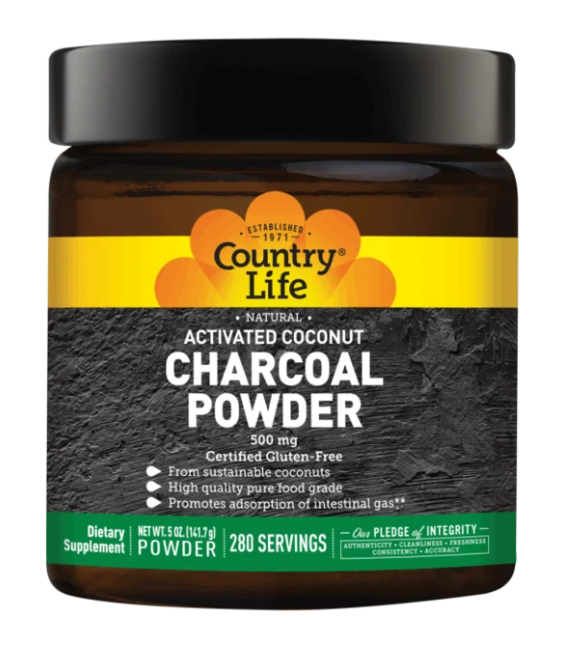 • ESTABLISHED •
— 1971 —
Country®
Life
• NATURAL •
ACTIVATED COCONUT
CHARCOAL
POWDER
500 mg
Certified Gluten-Free
From sustainable coconuts
High quality pure food grade
Promotes adsorption of intestinal gas**
Dietary
Supplement
NET WT. 5 OZ. (141.7g)
POWDER
280 SERVINGS
— Our PLEDGE of INTEGRITY —
AUTHENTICITY • CLEANLINESS • FRESHNESS
CONSISTENCY • ACCURACY